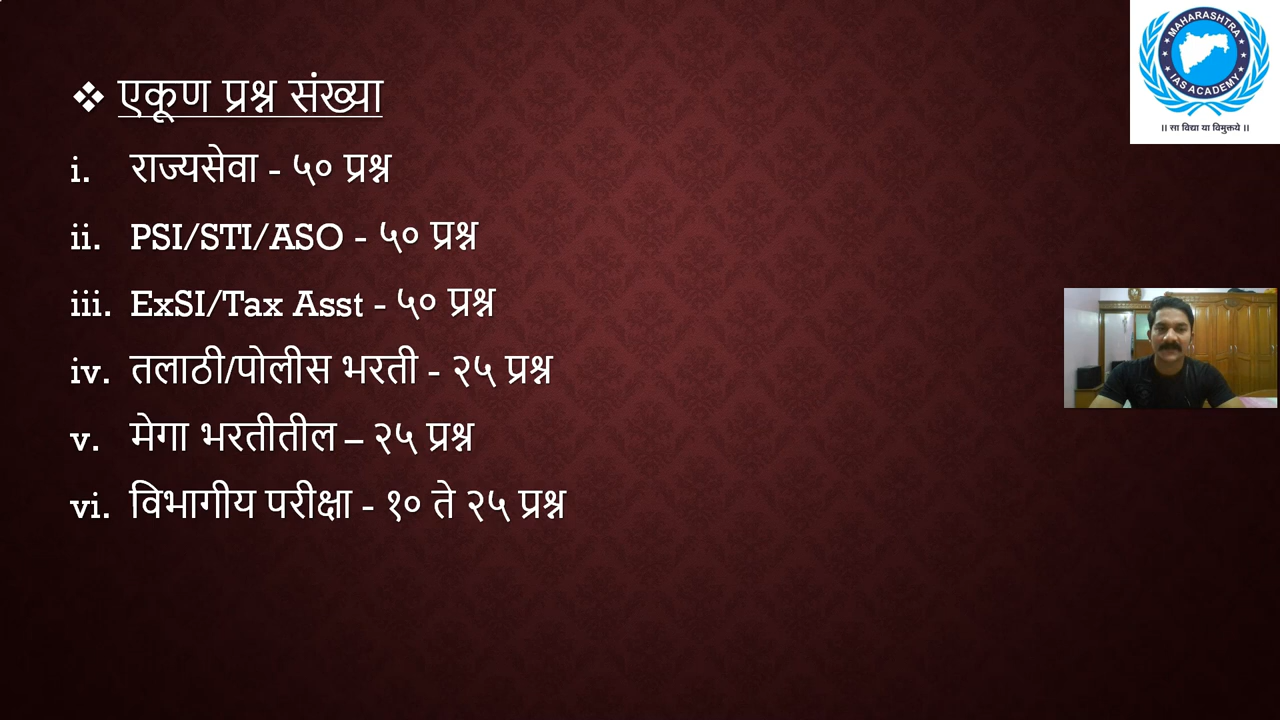 ❖ एकूण प्रश्न संख्या
i. राज्यसेवा - ५० प्रश्न
ii. PSI/STI/ASO - ५० प्रश्न
iii. ExSI/Tax Asst - ५० प्रश्न
iv. तलाठी/पोलीस भरती - २५ प्रश्न
v. मेगा भरतीतील – २५ प्रश्न
vi. विभागीय परीक्षा - १० ते २५ प्रश्न
MAHARASHTRA
IAS ACADEMY
॥ सा विद्या या विमुक्तये ॥